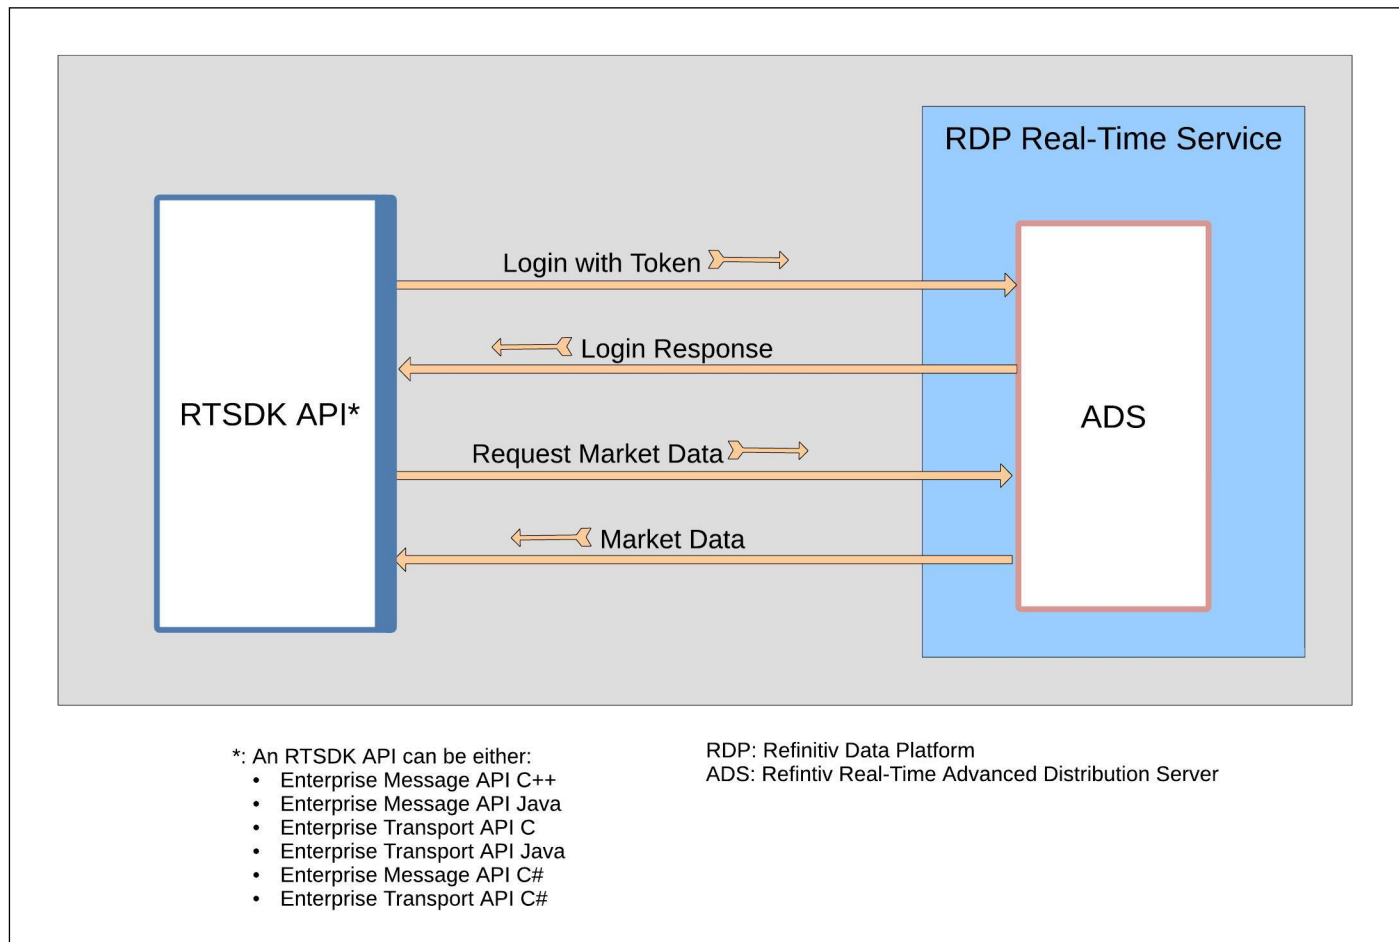 RDP Real-Time Service
Login with Token
Login Response
RTSDK API*
ADS
Request Market Data
Market Data
*: An RTSDK API can be either:
• Enterprise Message API C++
• Enterprise Message API Java
• Enterprise Transport API C
• Enterprise Transport API Java
• Enterprise Message API C#
• Enterprise Transport API C#
RDP: Refinitiv Data Platform
ADS: Refintiv Real-Time Advanced Distribution Server